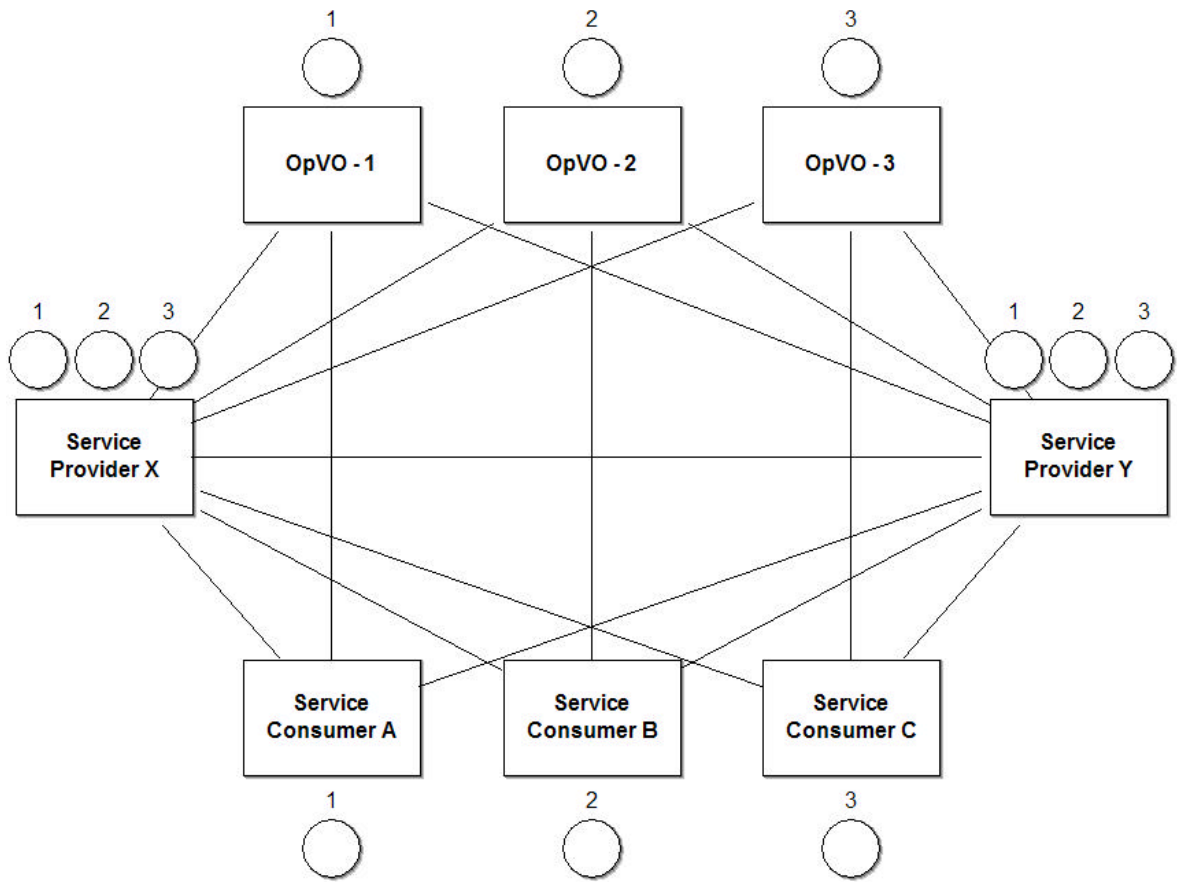 1 2 3
OpVO - 1 OpVO - 2 OpVO - 3
1 2 3 1 2 3
Service
Provider X
Service
Provider Y
Service
Consumer A
Service
Consumer B
Service
Consumer C
1 2 3